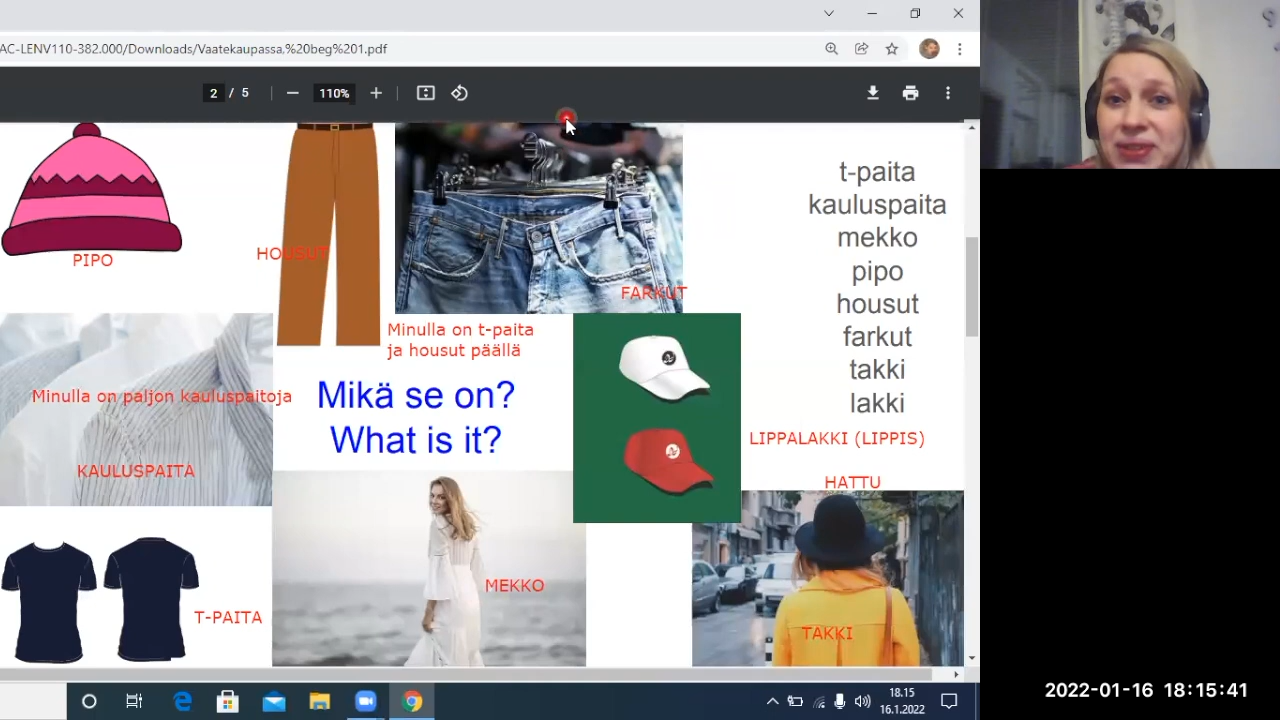 AC-LENV110-382.000/Downloads/Vaatekaupassa,%20beg%201.pdf
2 / 5
110%
t-paita
kauluspaita
mekko
pipo
housut
farkut
takki
lakki
PIPO
HOUSUT
FARKUT
Minulla on t-paita
ja housut päällä
Minulla on paljon kauluspaitoja
Mikä se on?
What is it?
KAULUSPAITA
LIPPALAKKI (LIPPIS)
HATTU
MEKKO
T-PAITA
TAKKI
18.15
16.1.2022
2022-01-16 18:15:41